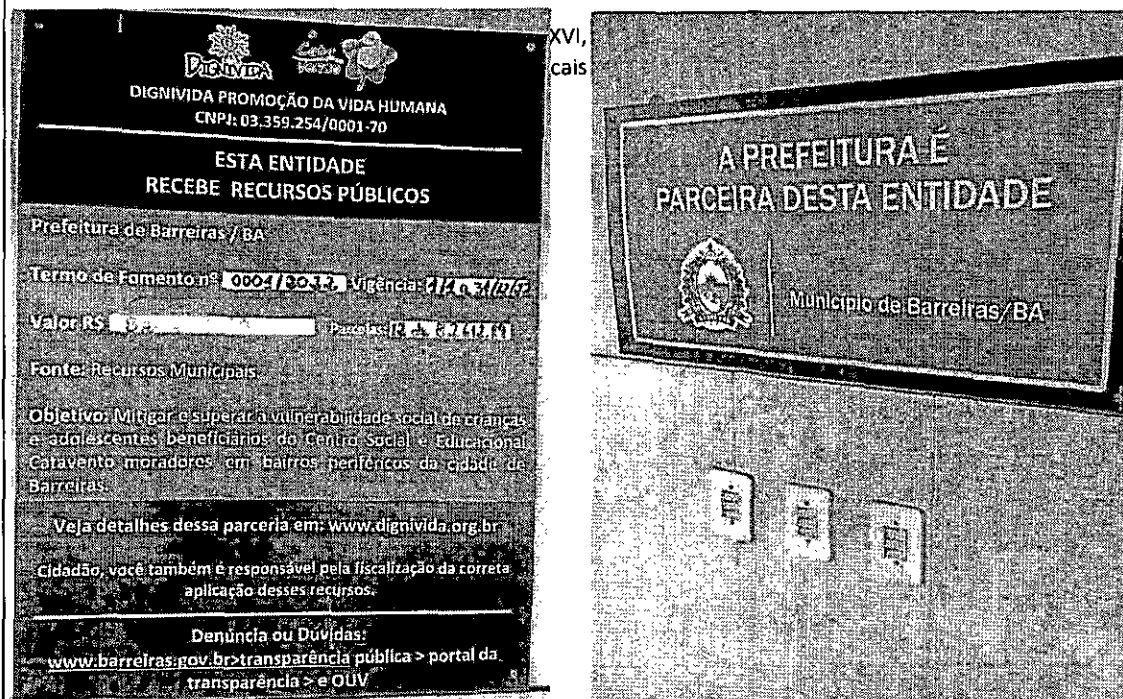 XVI,
cais
DIGNIVIDA
DIGNIVIDA PROMOÇÃO DA VIDA HUMANA
CNPJ: 03.359.254/0001-70
ESTA ENTIDADE
RECEBE RECURSOS PÚBLICOS
Prefeitura de Barreiras / BA
Termo de Fomento nº 0004/2022 Vigência:
Valor R$ Parcelas:
Fonte: Recursos Municipais
Objetivo: Mitigar e superar a vulnerabilidade social de crianças
e adolescentes beneficiários do Centro Social e Educacional
Catavento moradores em bairros periféricos da cidade de
Barreiras.
Veja detalhes dessa parceria em: www.dignivida.org.br
Cidadão, você também é responsável pela fiscalização da correta
aplicação desses recursos.
Denúncia ou Dúvidas:
www.barreiras.gov.br>transparência pública > portal da
transparência > e OUV
A PREFEITURA É
PARCEIRA DESTA ENTIDADE
Município de Barreiras/BA